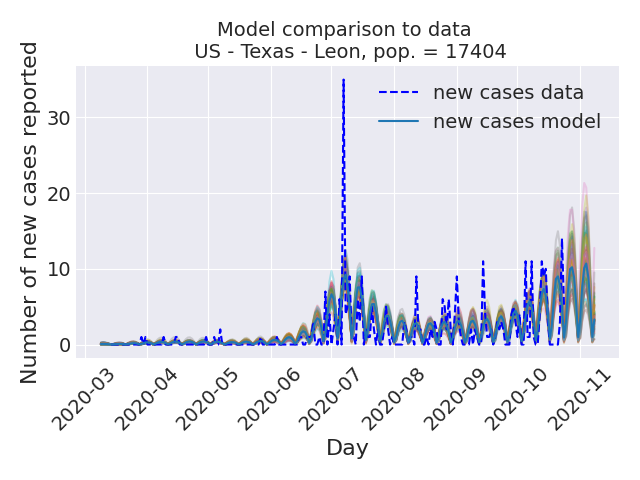 Model comparison to data
US - Texas - Leon, pop. = 17404
Number of new cases reported
30
20
10
0
new cases data
new cases model
2020-03
2020-04
2020-05
2020-06
2020-07
2020-08
2020-09
2020-10
2020-11
Day